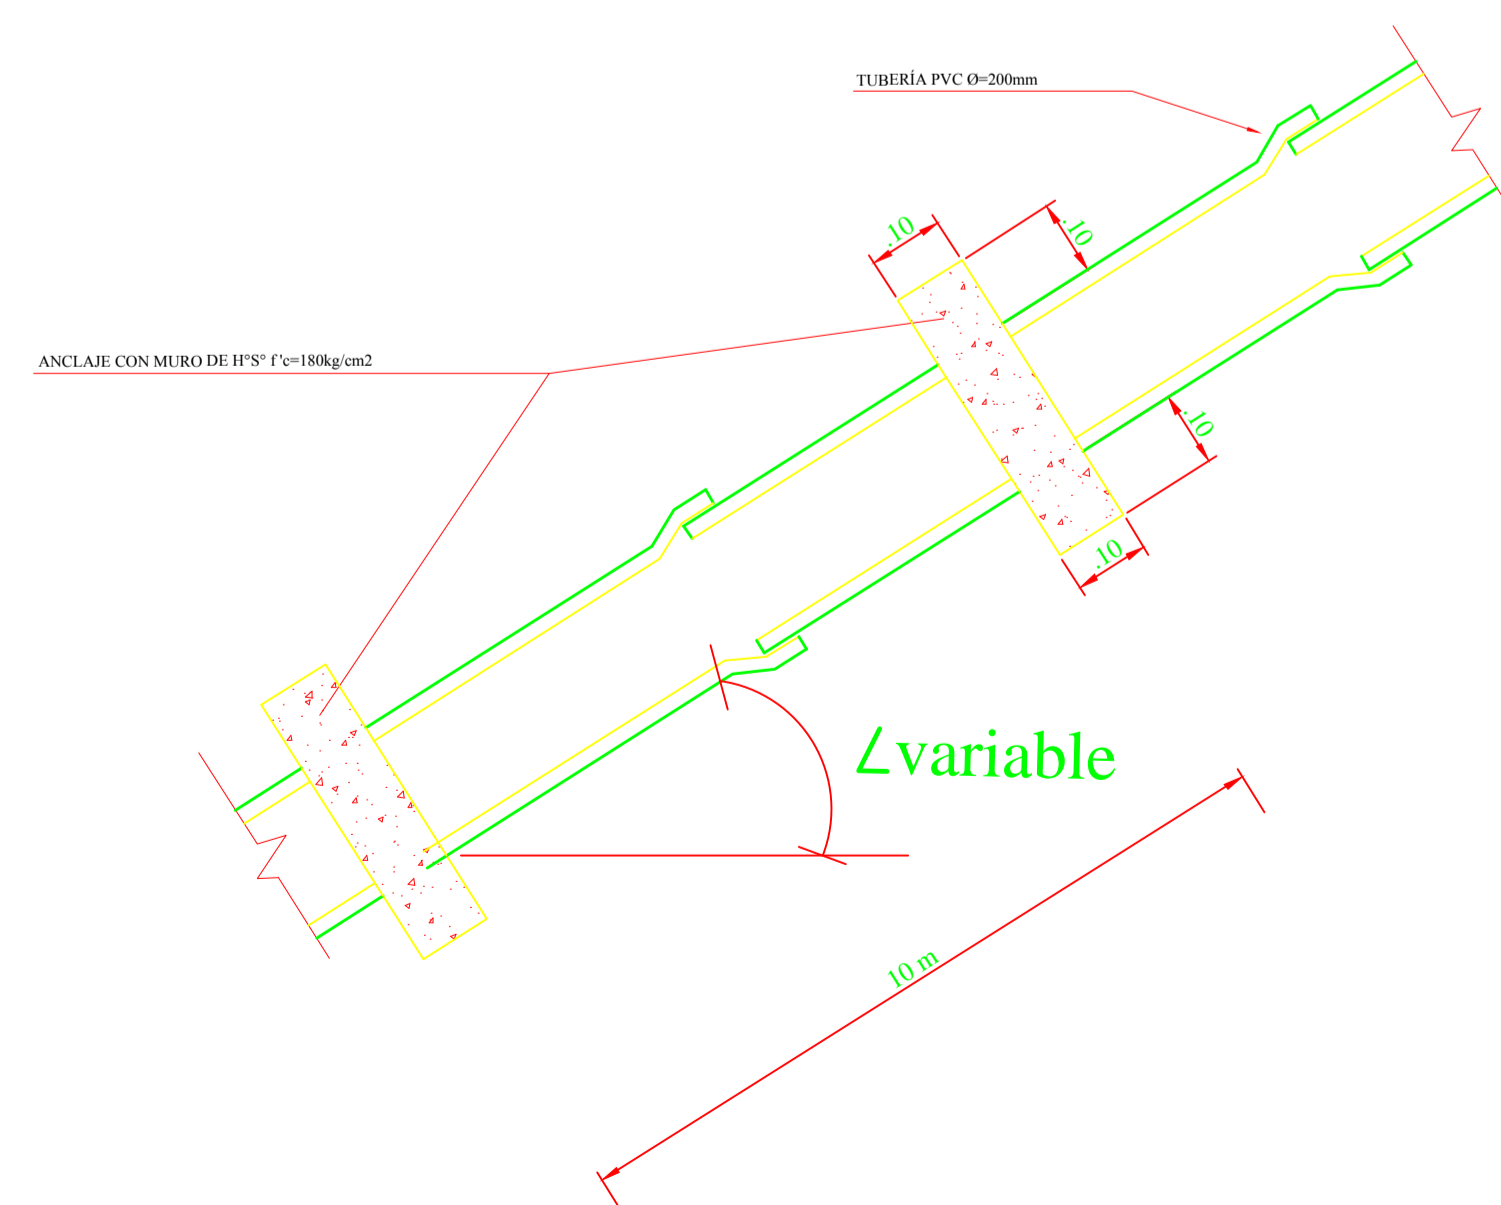 TUBERÍA PVC Ø=200mm
.10
.10
ANCLAJE CON MURO DE H°S° f'c=180kg/cm2
.10
.10
∠variable
10 m